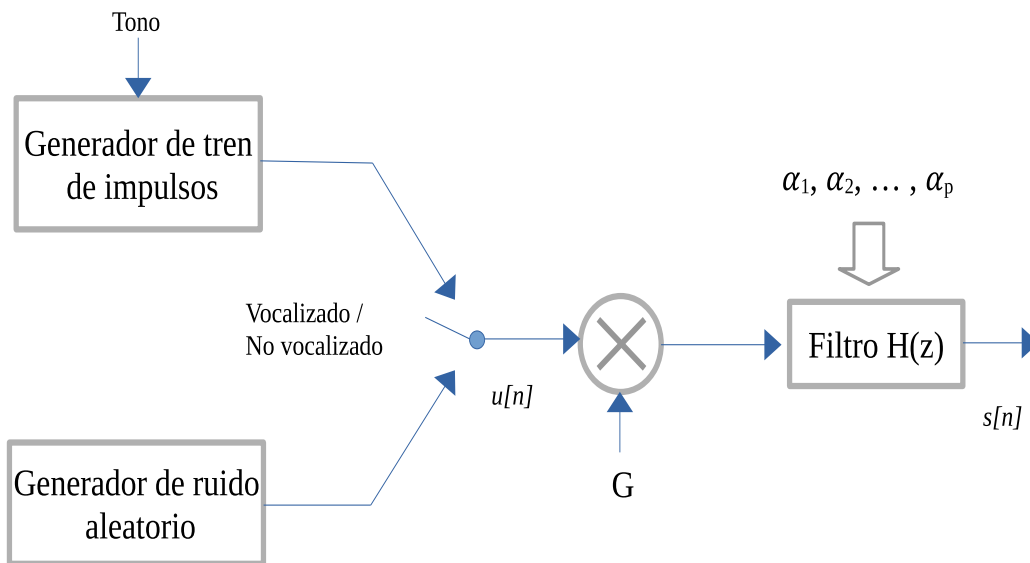 Tono
Generador de tren
de impulsos
α₁, α₂, … , αₚ
Vocalizado /
No vocalizado
Filtro H(z)
u[n]
s[n]
G
Generador de ruido
aleatorio